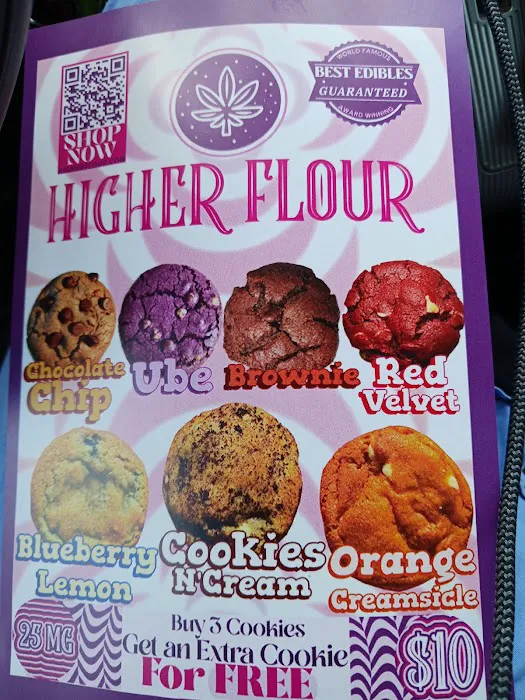 WORLD FAMOUS
BEST EDIBLES
GUARANTEED
AWARD WINNING
SHOP
NOW
HIGHER FLOUR
Chocolate
Chip
Ube
Brownie
Red
Velvet
Blueberry
Lemon
Cookies
N'Cream
Orange
Creamsicle
25 MG
Buy 3 Cookies
Get an Extra Cookie
For FREE
$10